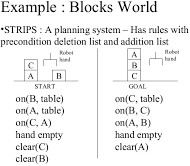 Example : Blocks World
•STRIPS : A planning system – Has rules with
precondition deletion list and addition list
Robot
hand
C
A
B
START
Robot
hand
A
B
C
GOAL
on(B, table)
on(A, table)
on(C, A)
hand empty
clear(C)
clear(B)
on(C, table)
on(B, C)
on(A, B)
hand empty
clear(A)